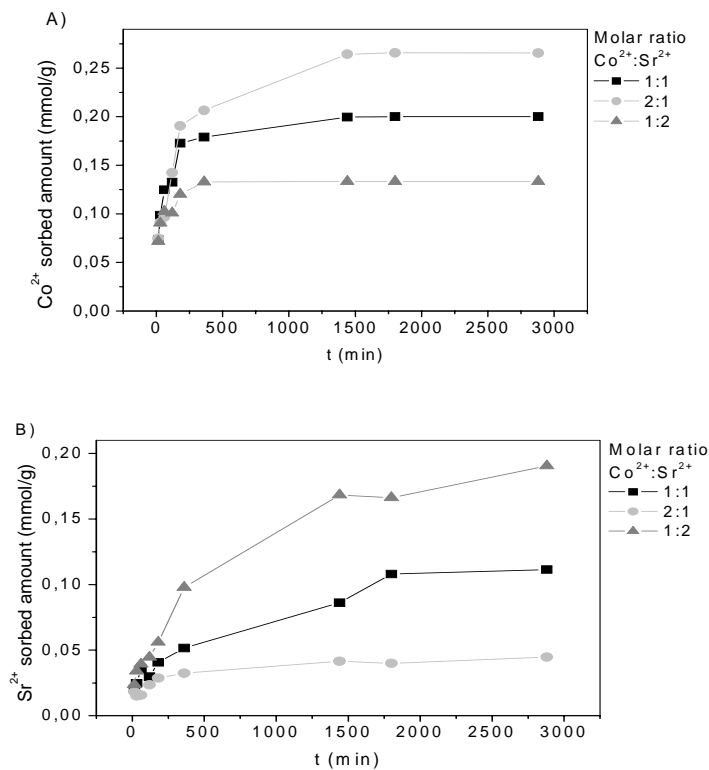 A)
Molar ratio
Co2+:Sr2+
1:1
2:1
1:2
Co2+ sorbed amount (mmol/g)
0,25
0,20
0,15
0,10
0,05
0,00
0 500 1000 1500 2000 2500 3000
t (min)
B)
Molar ratio
Co2+:Sr2+
1:1
2:1
1:2
Sr2+ sorbed amount (mmol/g)
0,20
0,15
0,10
0,05
0,00
0 500 1000 1500 2000 2500 3000
t (min)